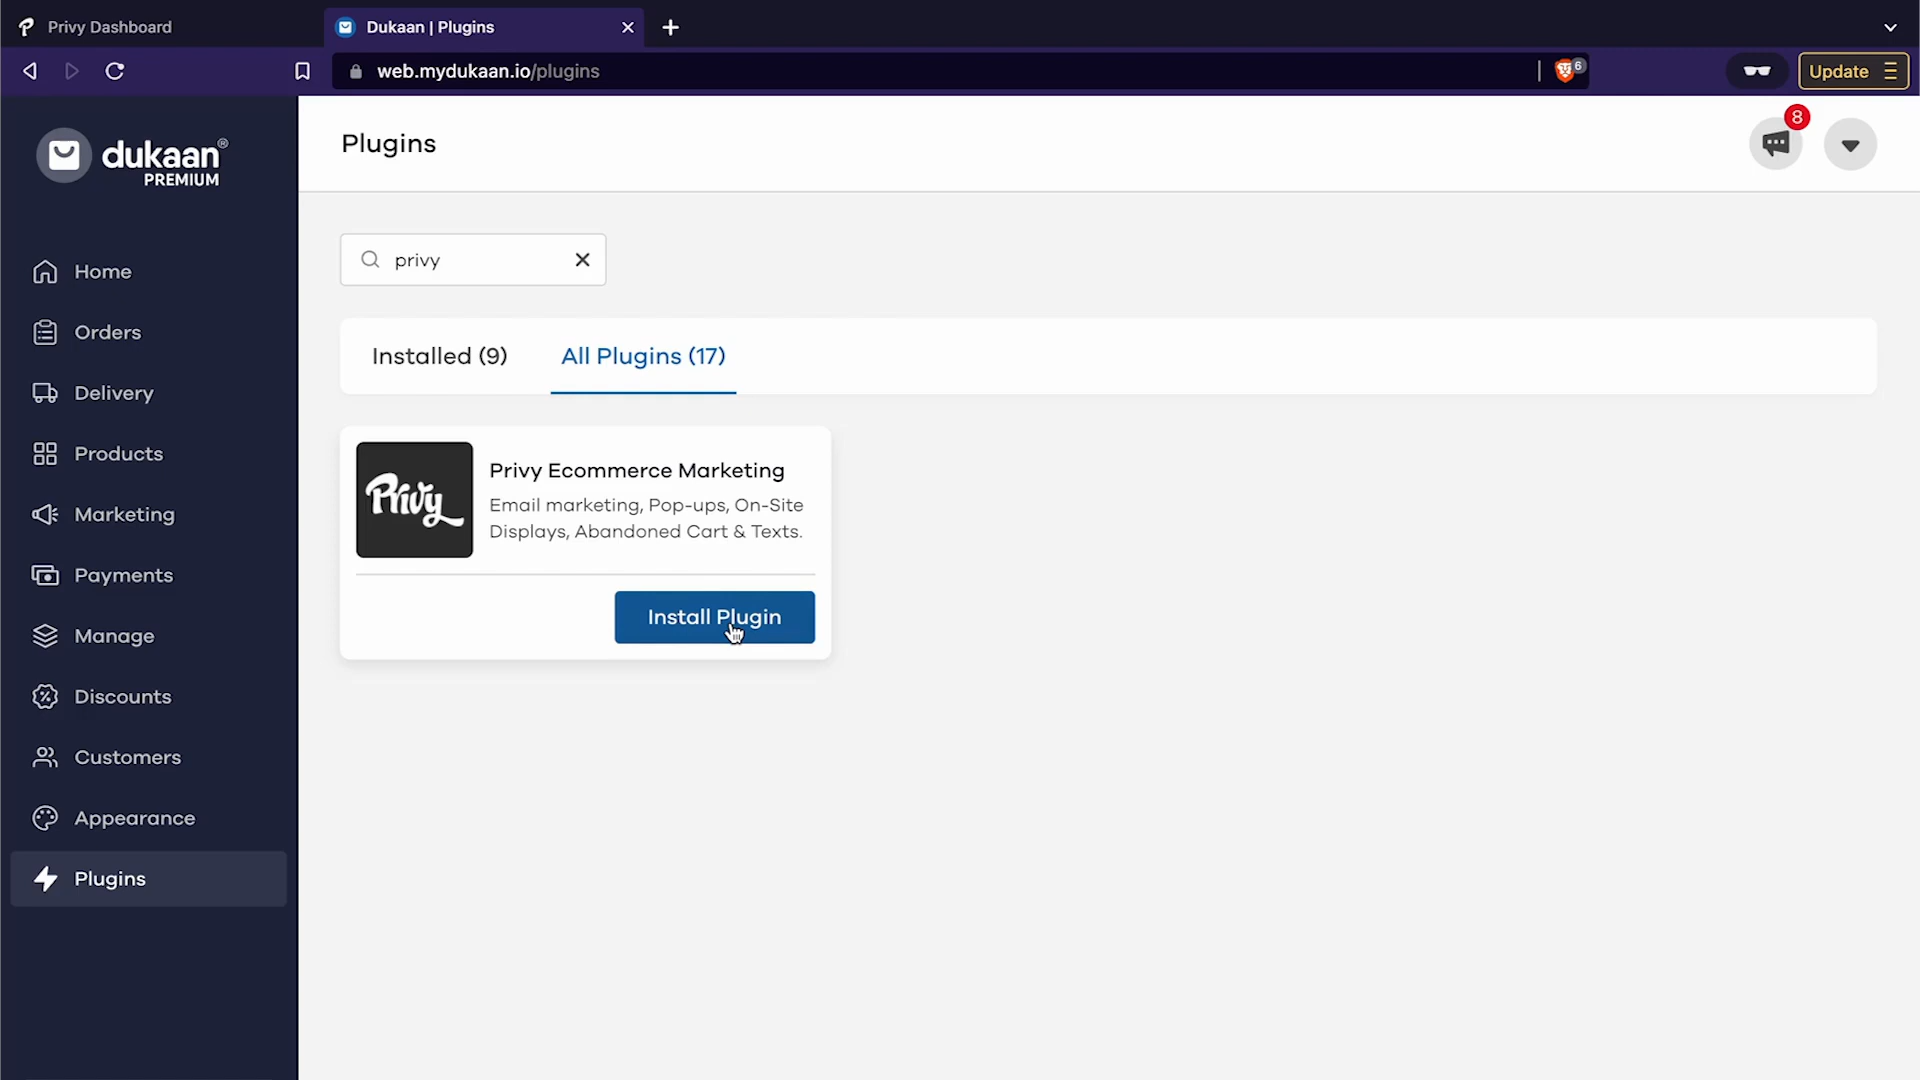 Privy Dashboard
Dukaan | Plugins
web.mydukaan.io/plugins
6
Update
dukaan®
PREMIUM
Plugins
8
Home
Orders
Delivery
Products
Marketing
Payments
Manage
Discounts
Customers
Appearance
Plugins
privy
Installed (9)
All Plugins (17)
Privy
Privy Ecommerce Marketing
Email marketing, Pop-ups, On-Site
Displays, Abandoned Cart & Texts.
Install Plugin